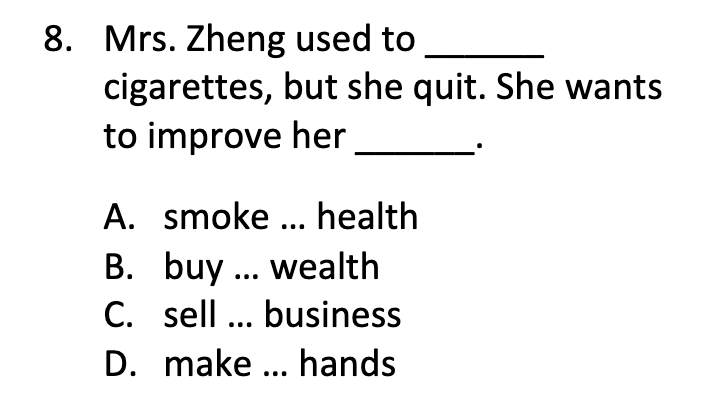 8. Mrs. Zheng used to ______
cigarettes, but she quit. She wants
to improve her ______.
A. smoke ... health
B. buy ... wealth
C. sell ... business
D. make ... hands